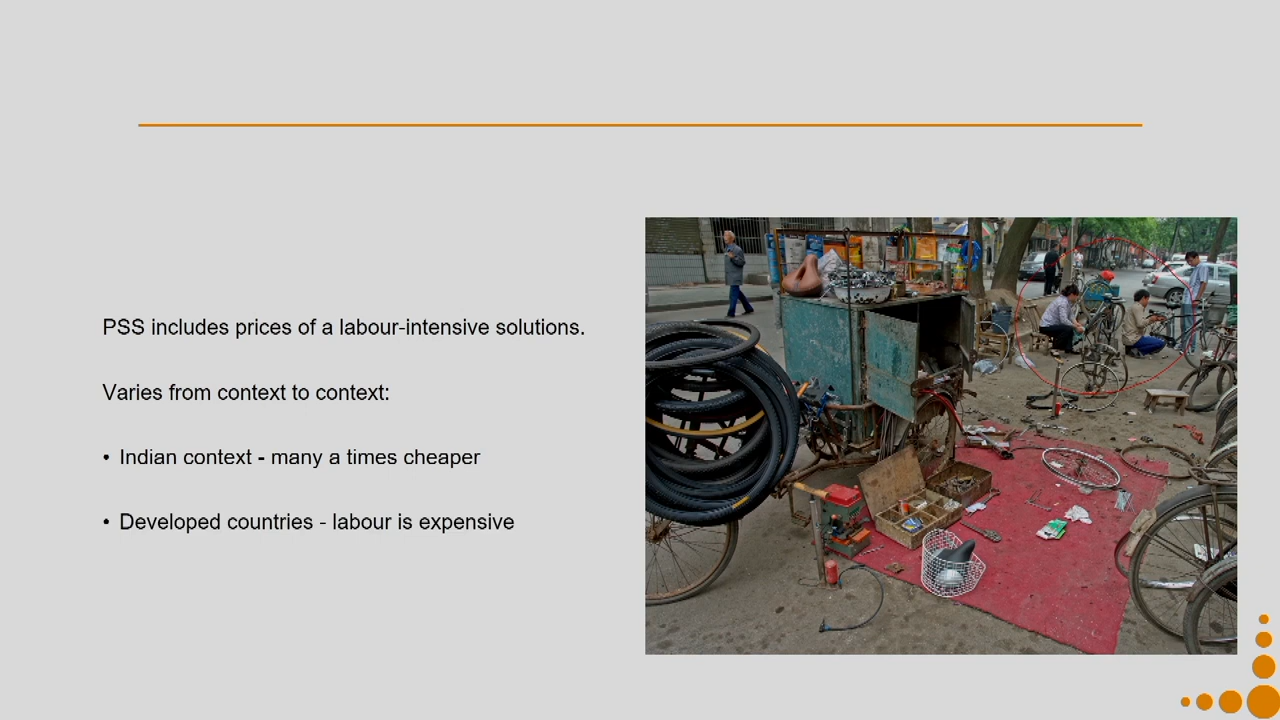 PSS includes prices of a labour-intensive solutions.
Varies from context to context:
• Indian context - many a times cheaper
• Developed countries - labour is expensive